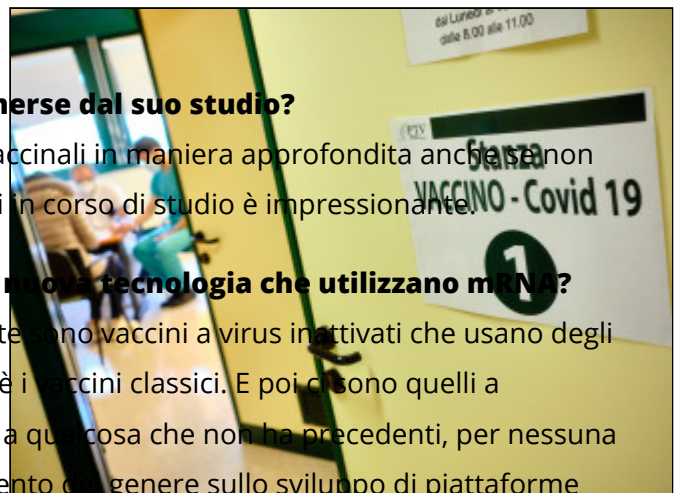 dai Lunedì al
dalle 8.00 alle 11.00
erse dal suo studio?
accinali in maniera approfondita anche se non
PTV
Stanza
i in corso di studio è impressionante.
VACCINO - Covid 19
1
nuova tecnologia che utilizzano mRNA?
te sono vaccini a virus inattivati che usano degli
è i vaccini classici. E poi ci sono quelli a
a qualcosa che non ha precedenti, per nessuna
ento del genere sullo sviluppo di piattaforme